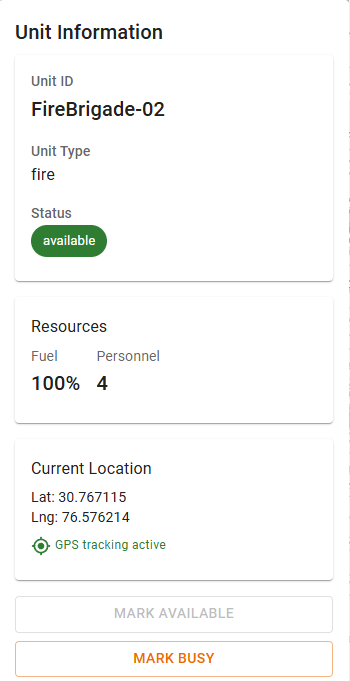 Unit Information
Unit ID
FireBrigade-02
Unit Type
fire
Status
available
Resources
Fuel Personnel
100% 4
Current Location
Lat: 30.767115
Lng: 76.576214
GPS tracking active
MARK AVAILABLE
MARK BUSY